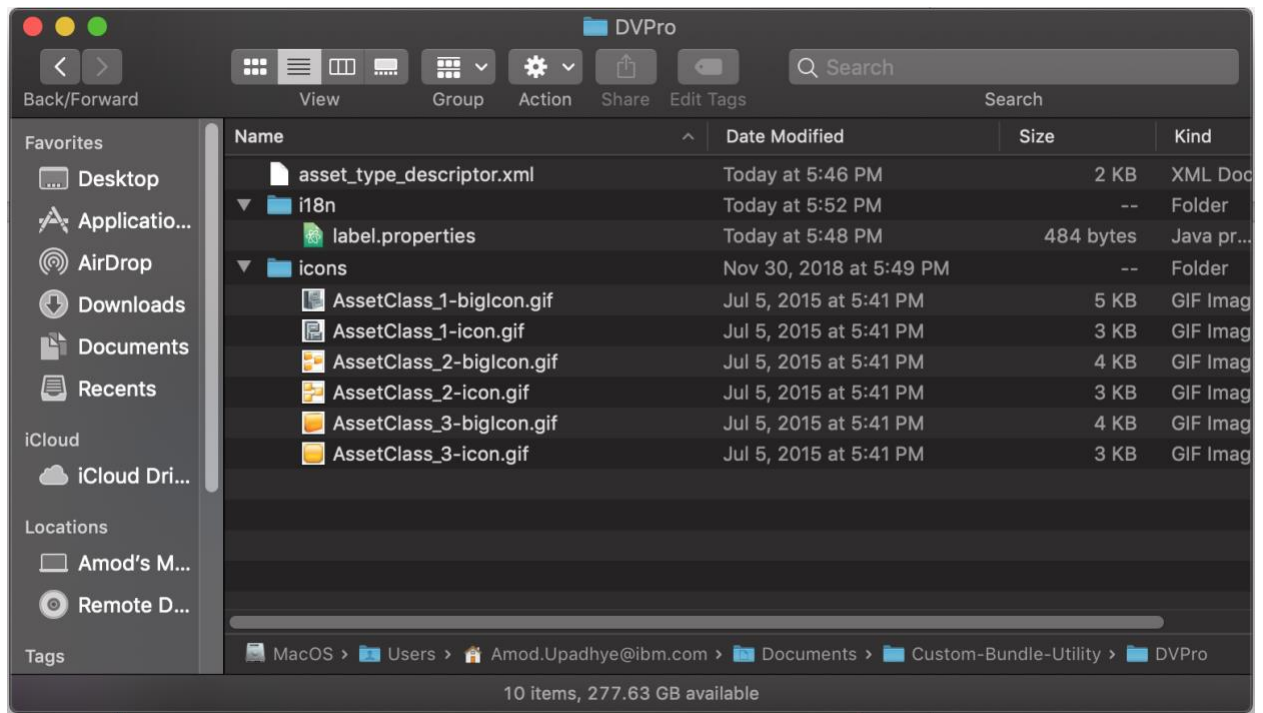 DVPro
Search
Back/Forward View Group Action Share Edit Tags Search
Favorites
Desktop
Applicatio...
AirDrop
Downloads
Documents
Recents
iCloud
iCloud Dri...
Locations
Amod's M...
Remote D...
Tags
Name Date Modified Size Kind
asset_type_descriptor.xml Today at 5:46 PM 2 KB XML Doc
i18n Today at 5:52 PM -- Folder
label.properties Today at 5:48 PM 484 bytes Java pr...
icons Nov 30, 2018 at 5:49 PM -- Folder
AssetClass_1-bigIcon.gif Jul 5, 2015 at 5:41 PM 5 KB GIF Imag
AssetClass_1-icon.gif Jul 5, 2015 at 5:41 PM 3 KB GIF Imag
AssetClass_2-bigIcon.gif Jul 5, 2015 at 5:41 PM 4 KB GIF Imag
AssetClass_2-icon.gif Jul 5, 2015 at 5:41 PM 3 KB GIF Imag
AssetClass_3-bigIcon.gif Jul 5, 2015 at 5:41 PM 4 KB GIF Imag
AssetClass_3-icon.gif Jul 5, 2015 at 5:41 PM 3 KB GIF Imag
MacOS › Users › Amod.Upadhye@ibm.com › Documents › Custom-Bundle-Utility › DVPro
10 items, 277.63 GB available